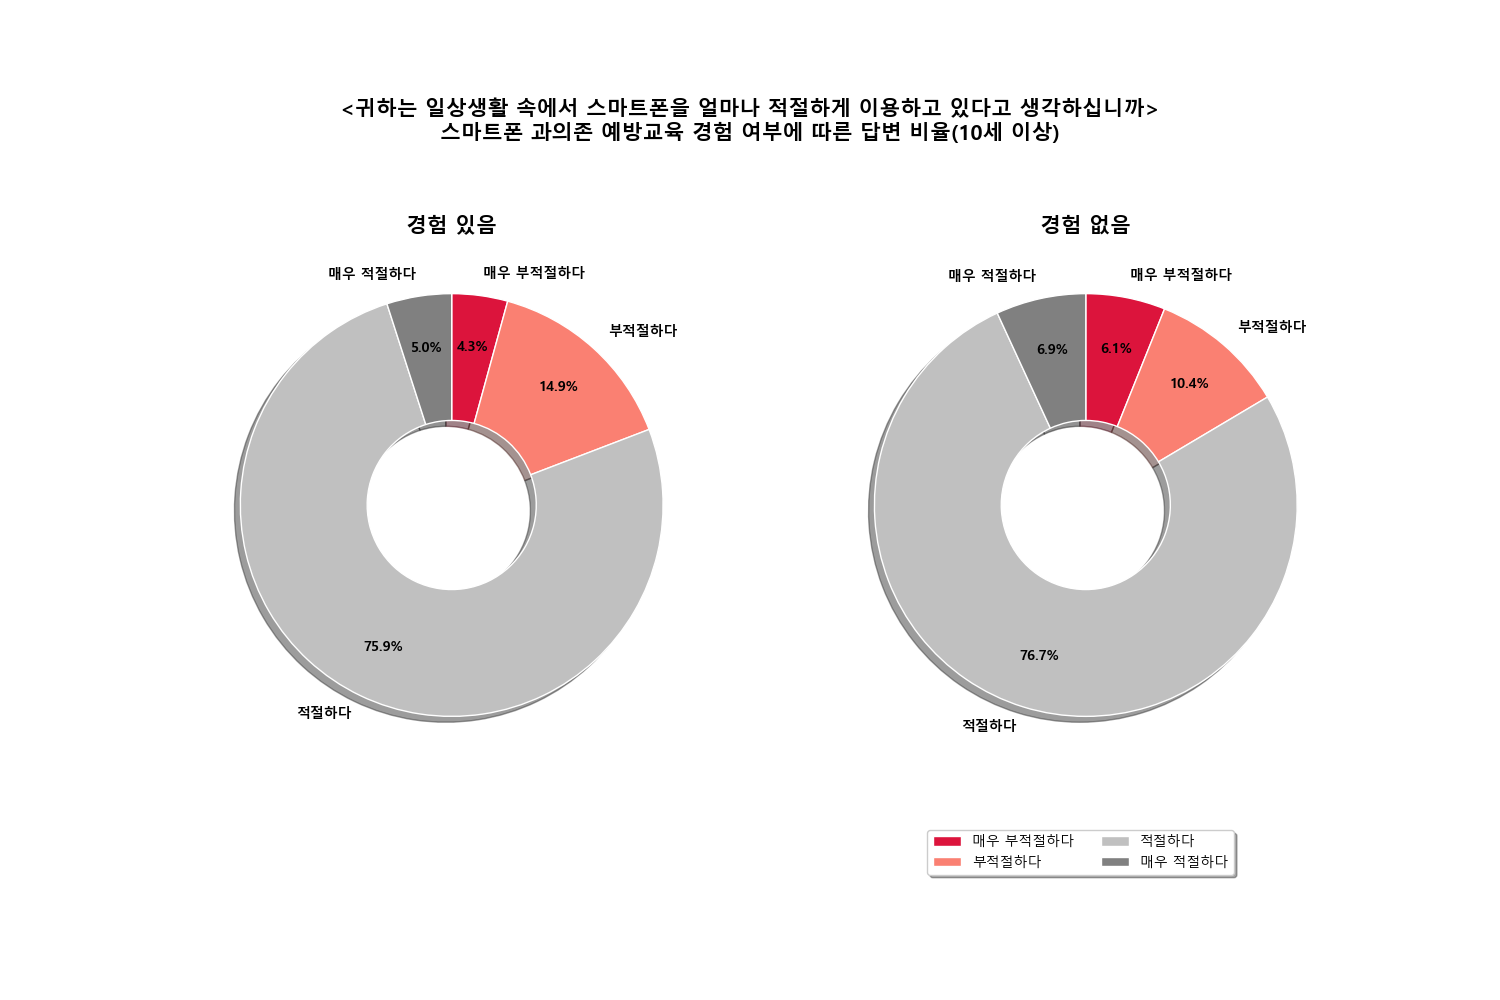 <귀하는 일상생활 속에서 스마트폰을 얼마나 적절하게 이용하고 있다고 생각하십니까>
스마트폰 과의존 예방교육 경험 여부에 따른 답변 비율(10세 이상)
경험 있음
매우 적절하다
매우 부적절하다
부적절하다
5.0%
4.3%
14.9%
75.9%
적절하다
경험 없음
매우 적절하다
매우 부적절하다
부적절하다
6.9%
6.1%
10.4%
76.7%
적절하다
매우 부적절하다
부적절하다
적절하다
매우 적절하다